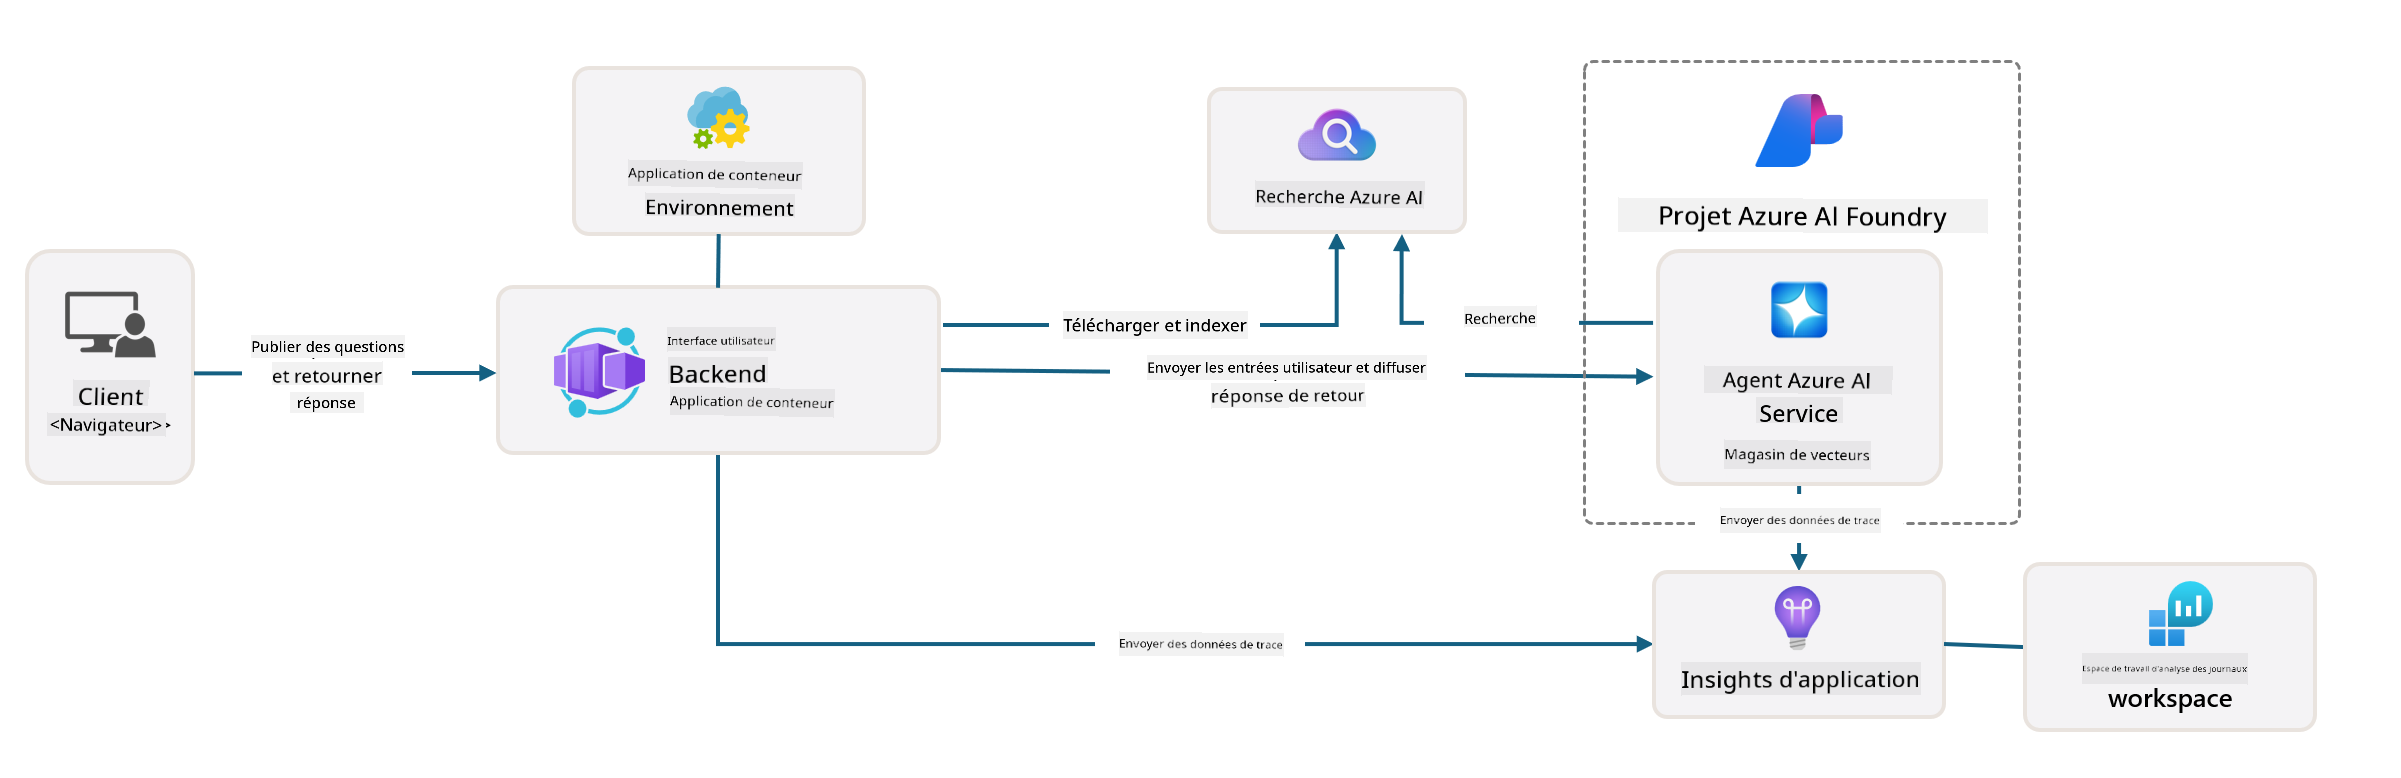 Application de conteneur
Environnement
Recherche Azure AI
Projet Azure AI Foundry
Client
<Navigateur>
Publier des questions
et retourner
réponse
Interface utilisateur
Backend
Application de conteneur
Télécharger et indexer
Recherche
Envoyer les entrées utilisateur et diffuser
réponse de retour
Agent Azure AI
Service
Magasin de vecteurs
Envoyer des données de trace
Envoyer des données de trace
Insights d'application
Espace de travail d'analyse des journaux
workspace